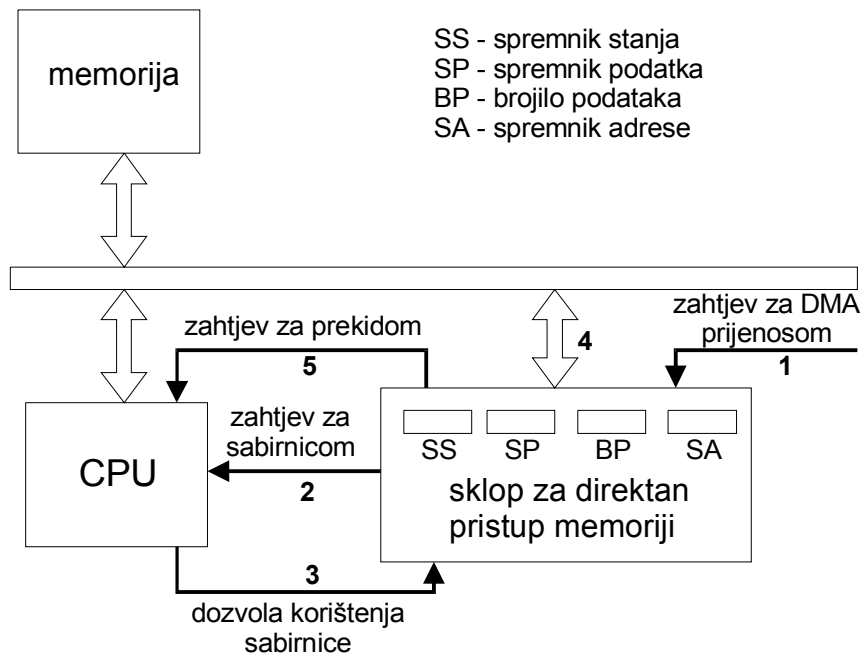 memorija
SS - spremnik stanja
SP - spremnik podatka
BP - brojilo podataka
SA - spremnik adrese
zahtjev za DMA
prijenosom
1
zahtjev za prekidom
5
4
zahtjev za
sabirnicom
2
CPU
SS SP BP SA
sklop za direktan
pristup memoriji
3
dozvola korištenja
sabirnice